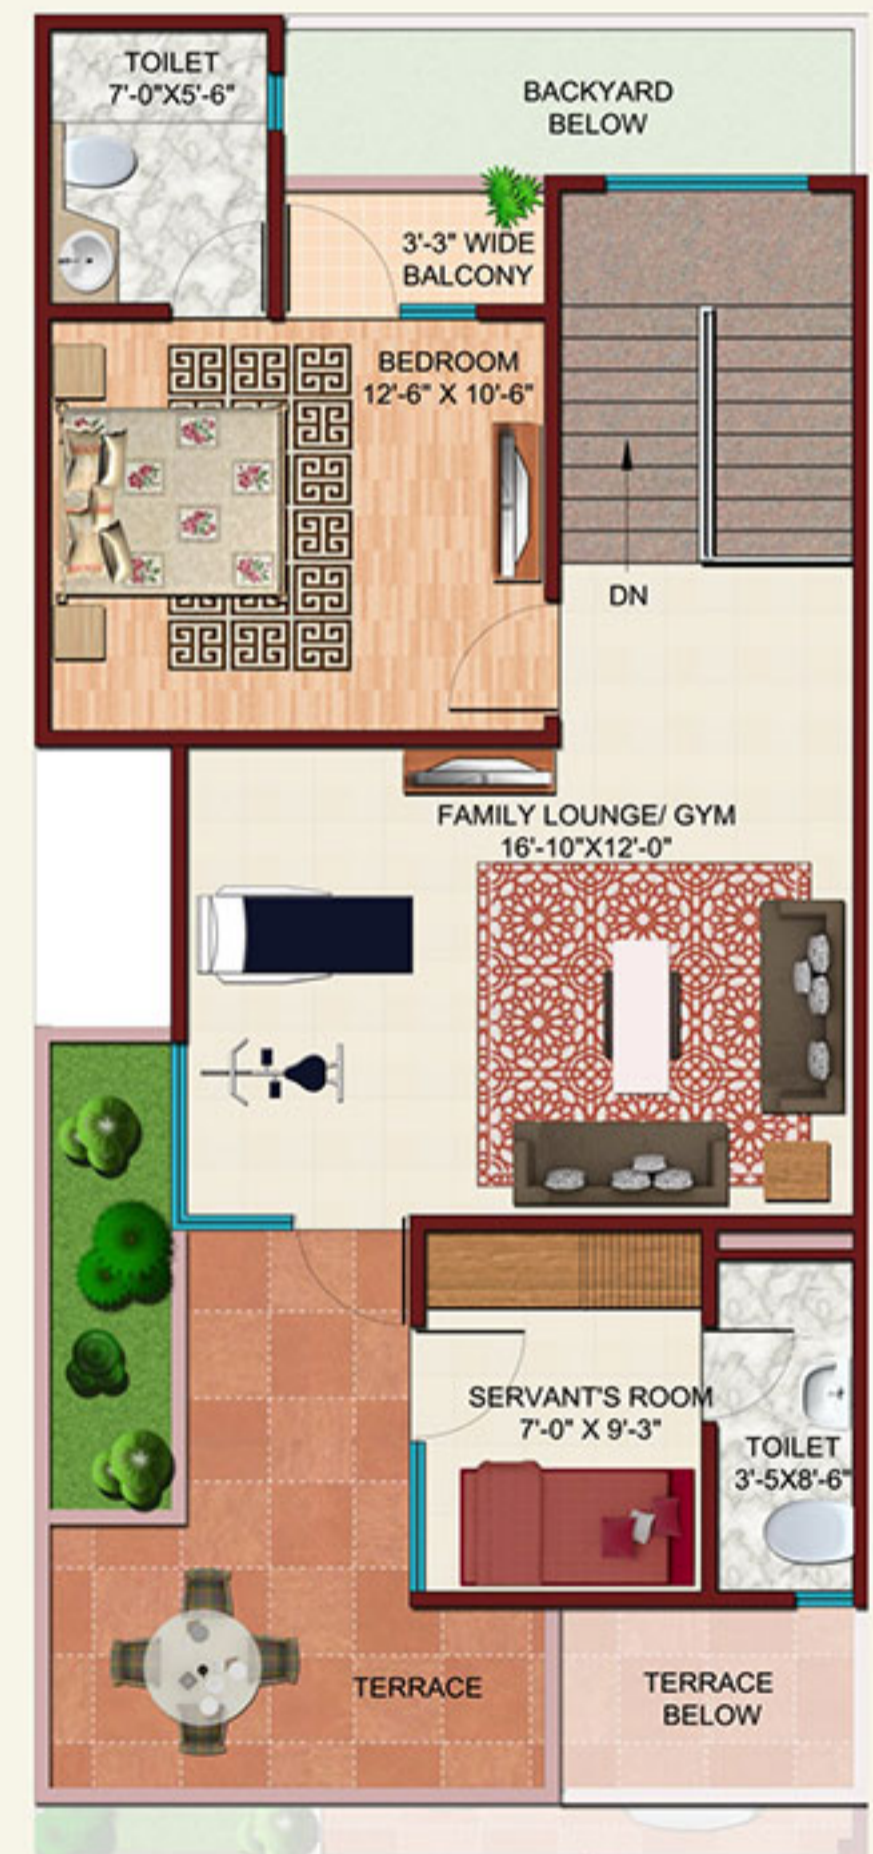 TOILET
7'-0"X5'-6"
BACKYARD
BELOW
3'-3" WIDE
BALCONY
BEDROOM
12'-6" X 10'-6"
DN
FAMILY LOUNGE/ GYM
16'-10"X12'-0"
SERVANT'S ROOM
7'-0" X 9'-3"
TOILET
3'-5X8'-6"
TERRACE
TERRACE
BELOW